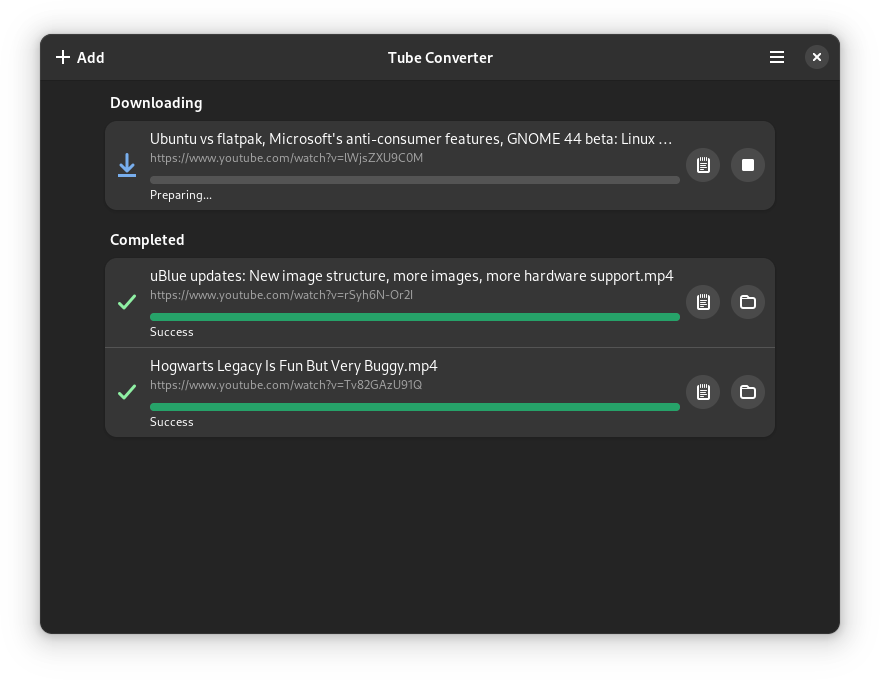 Add
Tube Converter
Downloading
Ubuntu vs flatpak, Microsoft's anti-consumer features, GNOME 44 beta: Linux …
https://www.youtube.com/watch?v=lWjsZXU9C0M
Preparing...
Completed
uBlue updates: New image structure, more images, more hardware support.mp4
https://www.youtube.com/watch?v=rSyh6N-Or2I
Success
Hogwarts Legacy Is Fun But Very Buggy.mp4
https://www.youtube.com/watch?v=Tv82GAzU91Q
Success